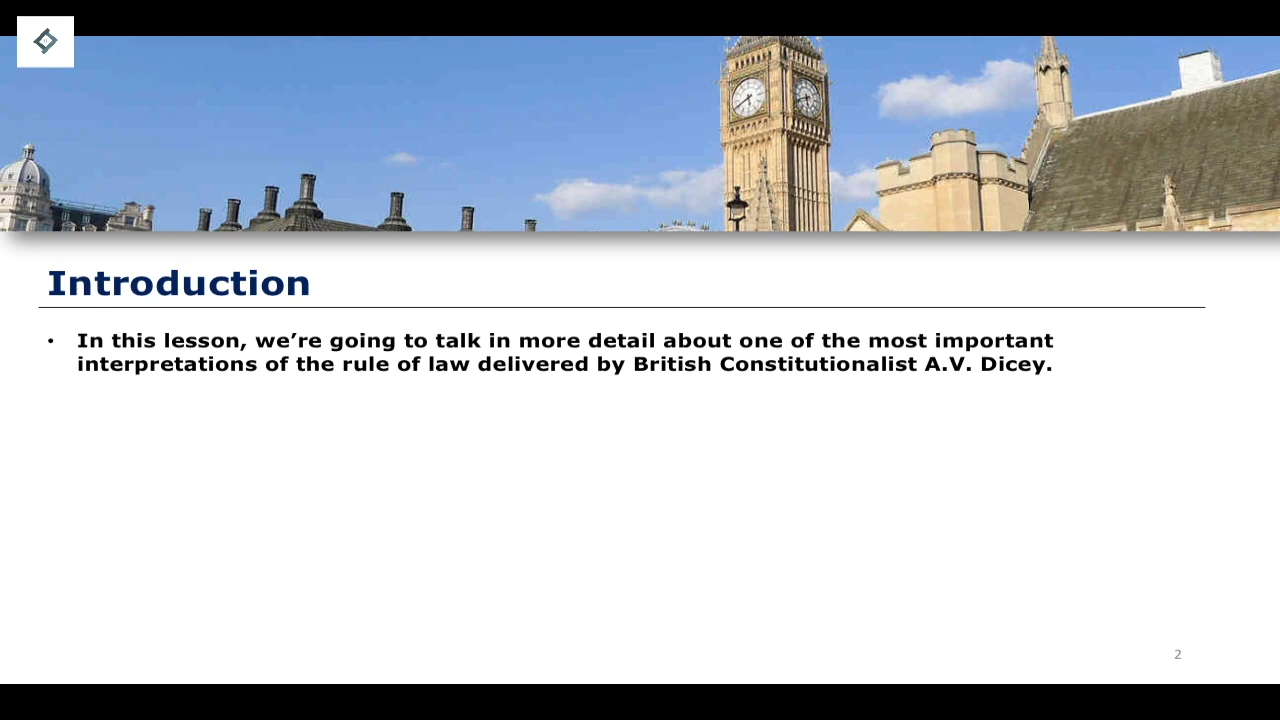 Introduction
• In this lesson, we’re going to talk in more detail about one of the most important
interpretations of the rule of law delivered by British Constitutionalist A.V. Dicey.
2